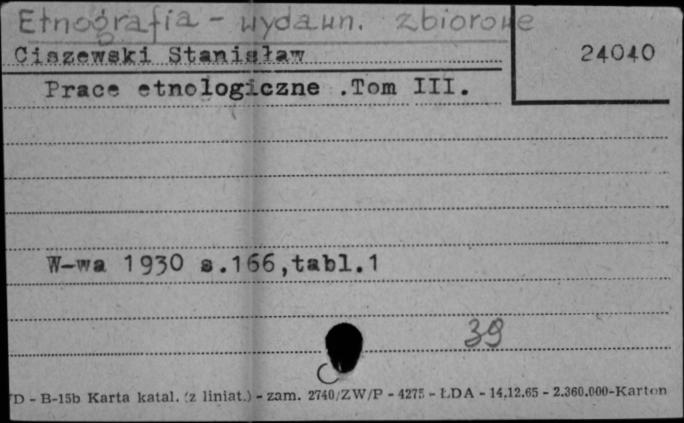 Etnografia - wydawn. zbiorowe
Ciszewski Stanisław
24040
Prace etnologiczne .Tom III.
W-wa 1930 s.166,tabl.1
39
D - B-15b Karta katal. (z liniat.) - zam. 2740/ZW/P - 4275 - ŁDA - 14.12.65 - 2.360.000-Karton